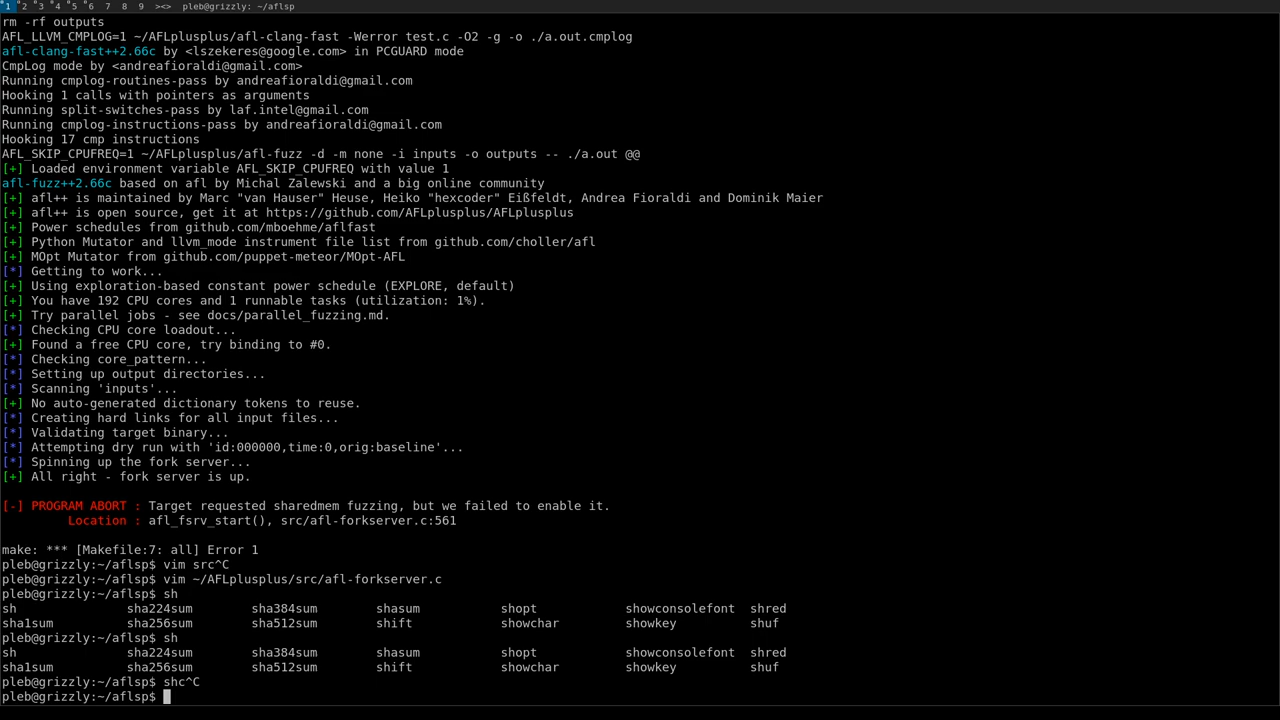 1 2 3 4 5 6 7 8 9 ><> pleb@grizzly: ~/aflsp
rm -rf outputs
AFL_LLVM_CMPLOG=1 ~/AFLplusplus/afl-clang-fast -Werror test.c -O2 -g -o ./a.out.cmplog
afl-clang-fast++2.66c by <lszekeres@google.com> in PCGUARD mode
CmpLog mode by <andreafioraldi@gmail.com>
Running cmplog-routines-pass by andreafioraldi@gmail.com
Hooking 1 calls with pointers as arguments
Running split-switches-pass by laf.intel@gmail.com
Running cmplog-instructions-pass by andreafioraldi@gmail.com
Hooking 17 cmp instructions
AFL_SKIP_CPUFREQ=1 ~/AFLplusplus/afl-fuzz -d -m none -i inputs -o outputs -- ./a.out @@
[+] Loaded environment variable AFL_SKIP_CPUFREQ with value 1
afl-fuzz++2.66c based on afl by Michal Zalewski and a big online community
[+] afl++ is maintained by Marc "van Hauser" Heuse, Heiko "hexcoder" Eißfeldt, Andrea Fioraldi and Dominik Maier
[+] afl++ is open source, get it at https://github.com/AFLplusplus/AFLplusplus
[+] Power schedules from github.com/mboehme/aflfast
[+] Python Mutator and llvm_mode instrument file list from github.com/choller/afl
[+] MOpt Mutator from github.com/puppet-meteor/MOpt-AFL
[*] Getting to work...
[+] Using exploration-based constant power schedule (EXPLORE, default)
[+] You have 192 CPU cores and 1 runnable tasks (utilization: 1%).
[+] Try parallel jobs - see docs/parallel_fuzzing.md.
[*] Checking CPU core loadout...
[+] Found a free CPU core, try binding to #0.
[*] Checking core_pattern...
[*] Setting up output directories...
[*] Scanning 'inputs'...
[+] No auto-generated dictionary tokens to reuse.
[*] Creating hard links for all input files...
[*] Validating target binary...
[*] Attempting dry run with 'id:000000,time:0,orig:baseline'...
[*] Spinning up the fork server...
[+] All right - fork server is up.
[-] PROGRAM ABORT : Target requested sharedmem fuzzing, but we failed to enable it.
Location : afl_fsrv_start(), src/afl-forkserver.c:561
make: *** [Makefile:7: all] Error 1
pleb@grizzly:~/aflsp$ vim src^C
pleb@grizzly:~/aflsp$ vim ~/AFLplusplus/src/afl-forkserver.c
pleb@grizzly:~/aflsp$ sh
sh sha224sum sha384sum shasum shopt showconsolefont shred
sha1sum sha256sum sha512sum shift showchar showkey shuf
pleb@grizzly:~/aflsp$ sh
sh sha224sum sha384sum shasum shopt showconsolefont shred
sha1sum sha256sum sha512sum shift showchar showkey shuf
pleb@grizzly:~/aflsp$ shc^C
pleb@grizzly:~/aflsp$